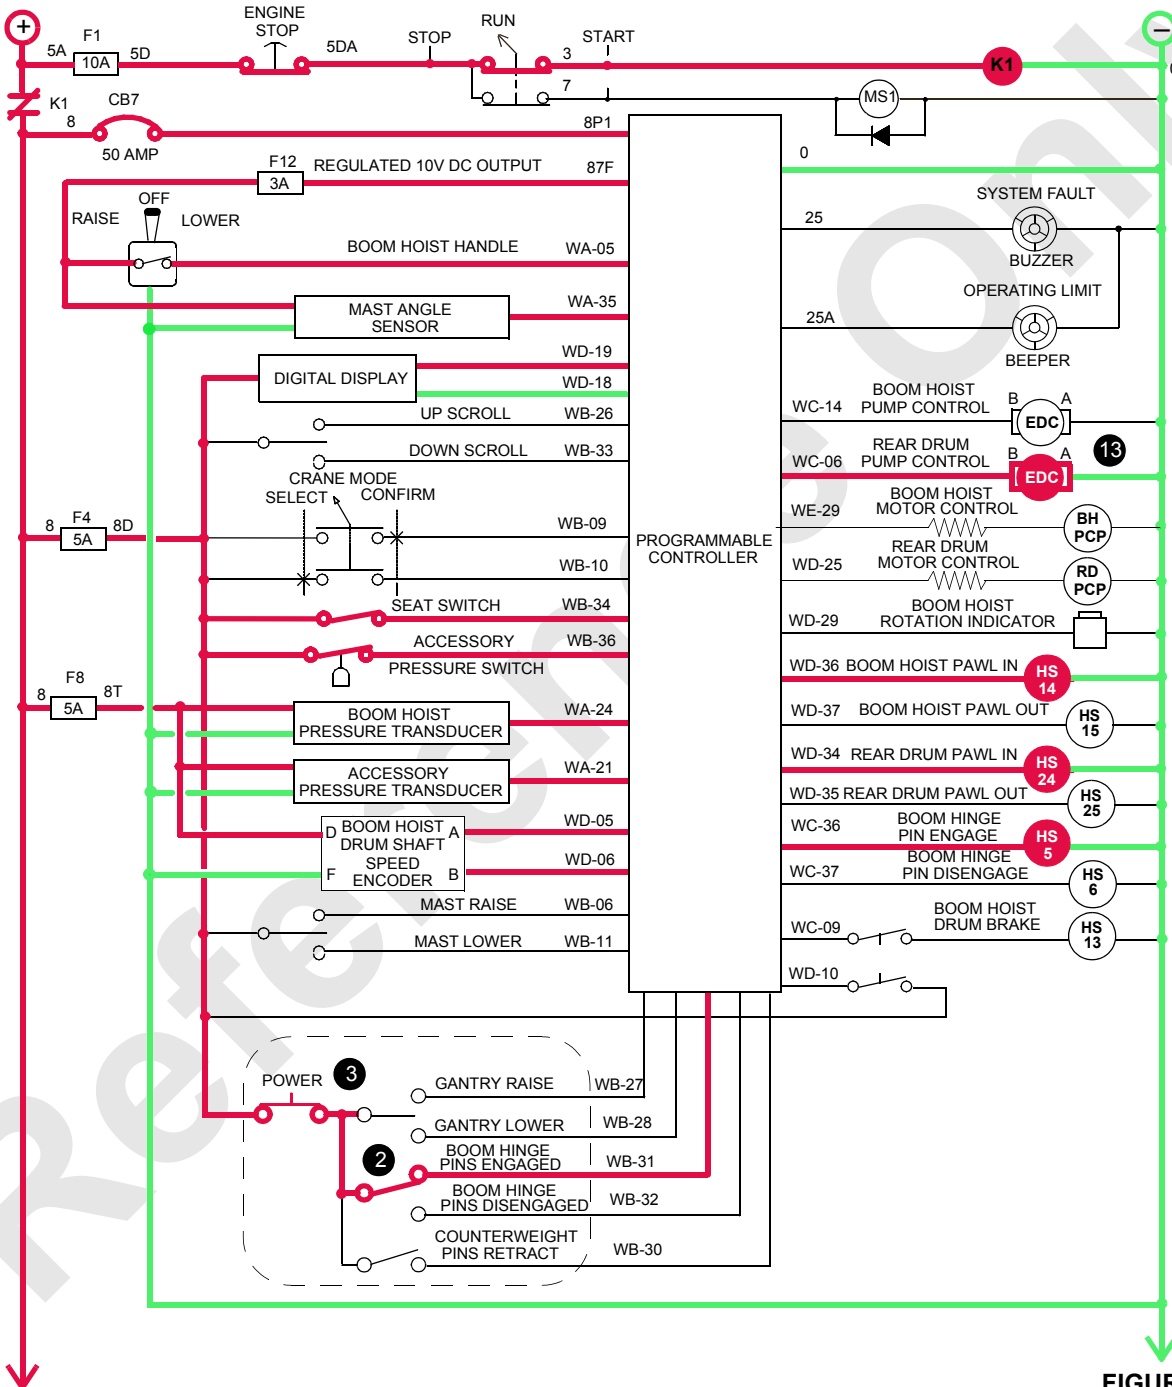 +
ENGINE
STOP
RUN
STOP
START
−
5A
F1
10A
5D
5DA
3
K1
7
MS1
K1
8
CB7
50 AMP
8P1
0
F12
3A
REGULATED 10V DC OUTPUT
87F
OFF
RAISE
LOWER
BOOM HOIST HANDLE
WA-05
MAST ANGLE
SENSOR
WA-35
DIGITAL DISPLAY
WD-19
WD-18
UP SCROLL
WB-26
DOWN SCROLL
WB-33
CRANE MODE
SELECT
CONFIRM
WB-09
8
F4
5A
8D
WB-10
SEAT SWITCH
WB-34
ACCESSORY
PRESSURE SWITCH
WB-36
8
F8
5A
8T
BOOM HOIST
PRESSURE TRANSDUCER
WA-24
ACCESSORY
PRESSURE TRANSDUCER
WA-21
D
BOOM HOIST
DRUM SHAFT
SPEED
ENCODER
A
F
B
WD-05
WD-06
MAST RAISE
WB-06
MAST LOWER
WB-11
PROGRAMMABLE
CONTROLLER
25
SYSTEM FAULT
BUZZER
25A
OPERATING LIMIT
BEEPER
WC-14
BOOM HOIST
PUMP CONTROL
B
A
EDC
WC-06
REAR DRUM
PUMP CONTROL
B
A
EDC
13
WE-29
BOOM HOIST
MOTOR CONTROL
BH
PCP
WD-25
REAR DRUM
MOTOR CONTROL
RD
PCP
WD-29
BOOM HOIST
ROTATION INDICATOR
WD-36 BOOM HOIST PAWL IN
HS
14
WD-37 BOOM HOIST PAWL OUT
HS
15
WD-34 REAR DRUM PAWL IN
HS
24
WD-35 REAR DRUM PAWL OUT
HS
25
WC-36
BOOM HINGE
PIN ENGAGE
HS
5
WC-37
BOOM HINGE
PIN DISENGAGE
HS
6
WC-09
BOOM HOIST
DRUM BRAKE
HS
13
WD-10
POWER
3
GANTRY RAISE
WB-27
GANTRY LOWER
WB-28
2
BOOM HINGE
PINS ENGAGED
WB-31
BOOM HINGE
PINS DISENGAGED
WB-32
COUNTERWEIGHT
PINS RETRACT
WB-30
FIGUR
Reference Only